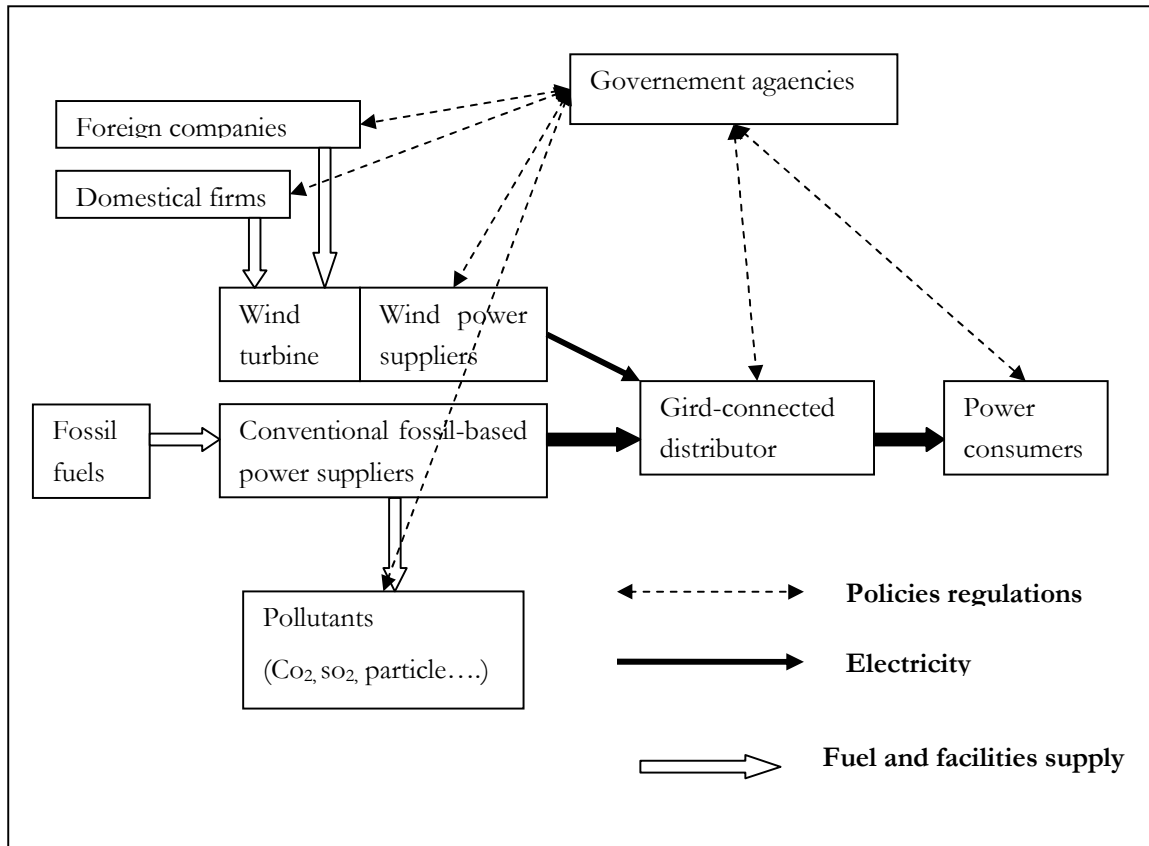 Governement agaencies
Foreign companies
Domestical firms
Wind
turbine
Wind power
suppliers
Fossil
fuels
Conventional fossil-based
power suppliers
Gird-connected
distributor
Power
consumers
Pollutants
(Co₂, so₂, particle….)
Policies regulations
Electricity
Fuel and facilities supply